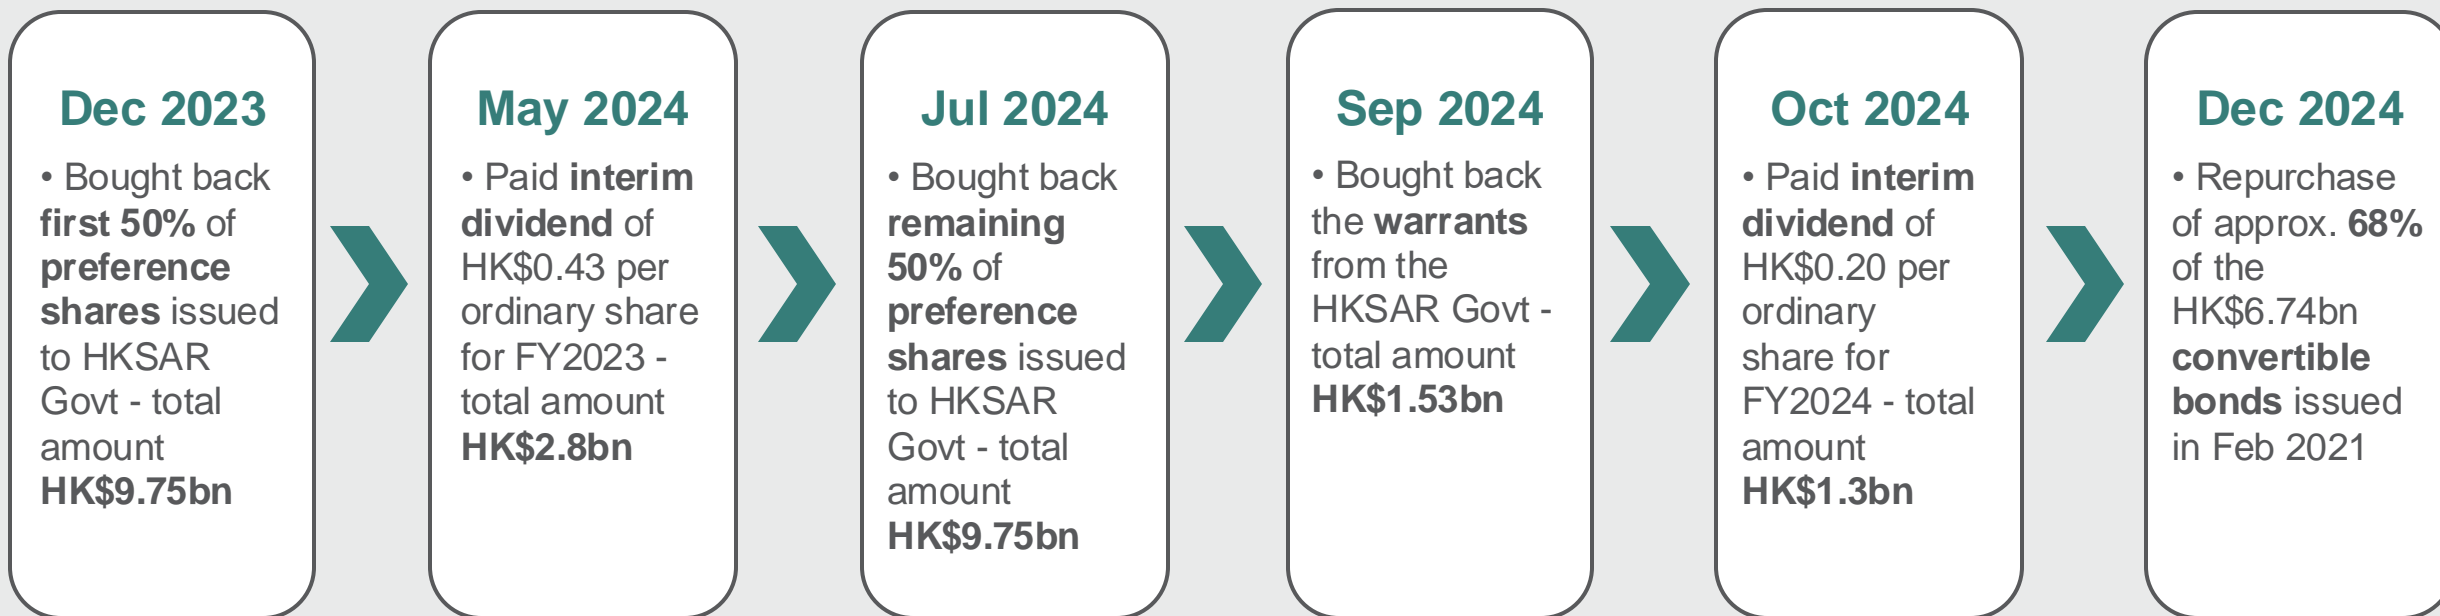 Dec 2023
• Bought back
first 50% of
preference
shares issued
to HKSAR
Govt - total
amount
HK$9.75bn
May 2024
• Paid interim
dividend of
HK$0.43 per
ordinary share
for FY2023 -
total amount
HK$2.8bn
Jul 2024
• Bought back
remaining
50% of
preference
shares issued
to HKSAR
Govt - total
amount
HK$9.75bn
Sep 2024
• Bought back
the warrants
from the
HKSAR Govt -
total amount
HK$1.53bn
Oct 2024
• Paid interim
dividend of
HK$0.20 per
ordinary
share for
FY2024 - total
amount
HK$1.3bn
Dec 2024
• Repurchase
of approx. 68%
of the
HK$6.74bn
convertible
bonds issued
in Feb 2021